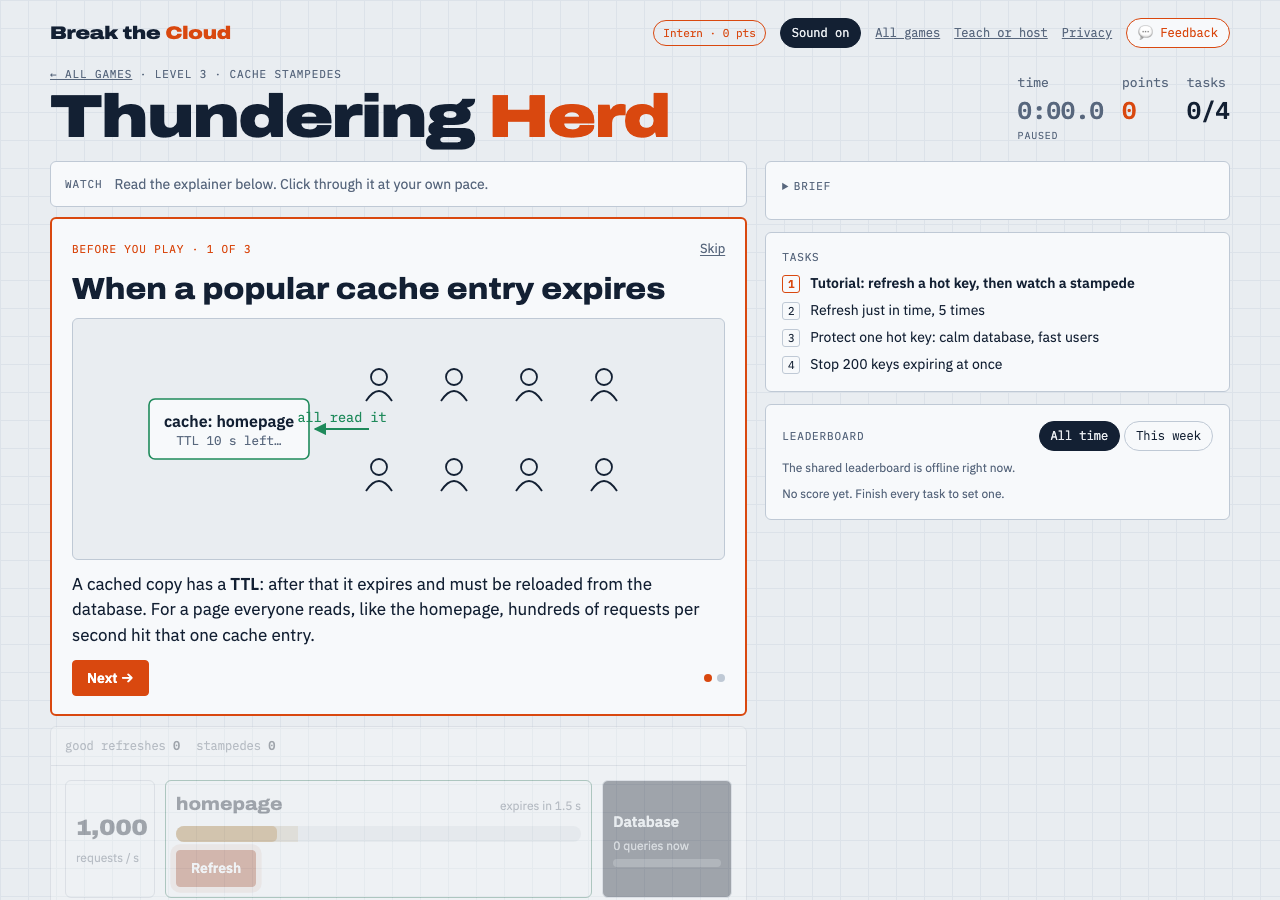 Break the Cloud
Intern · 0 pts
Sound on
All games
Teach or host
Privacy
💬 Feedback
← ALL GAMES · LEVEL 3 · CACHE STAMPEDES
Thundering Herd
time
0:00.0
PAUSED
points
0
tasks
0/4
WATCH Read the explainer below. Click through it at your own pace.
BEFORE YOU PLAY · 1 OF 3
Skip
When a popular cache entry expires
cache: homepage
TTL 10 s left…
all read it
A cached copy has a TTL: after that it expires and must be reloaded from the
database. For a page everyone reads, like the homepage, hundreds of requests per
second hit that one cache entry.
Next →
good refreshes 0 stampedes 0
1,000
requests / s
homepage
expires in 1.5 s
Refresh
Database
0 queries now
▶ BRIEF
TASKS
1 Tutorial: refresh a hot key, then watch a stampede
2 Refresh just in time, 5 times
3 Protect one hot key: calm database, fast users
4 Stop 200 keys expiring at once
LEADERBOARD
All time
This week
The shared leaderboard is offline right now.
No score yet. Finish every task to set one.